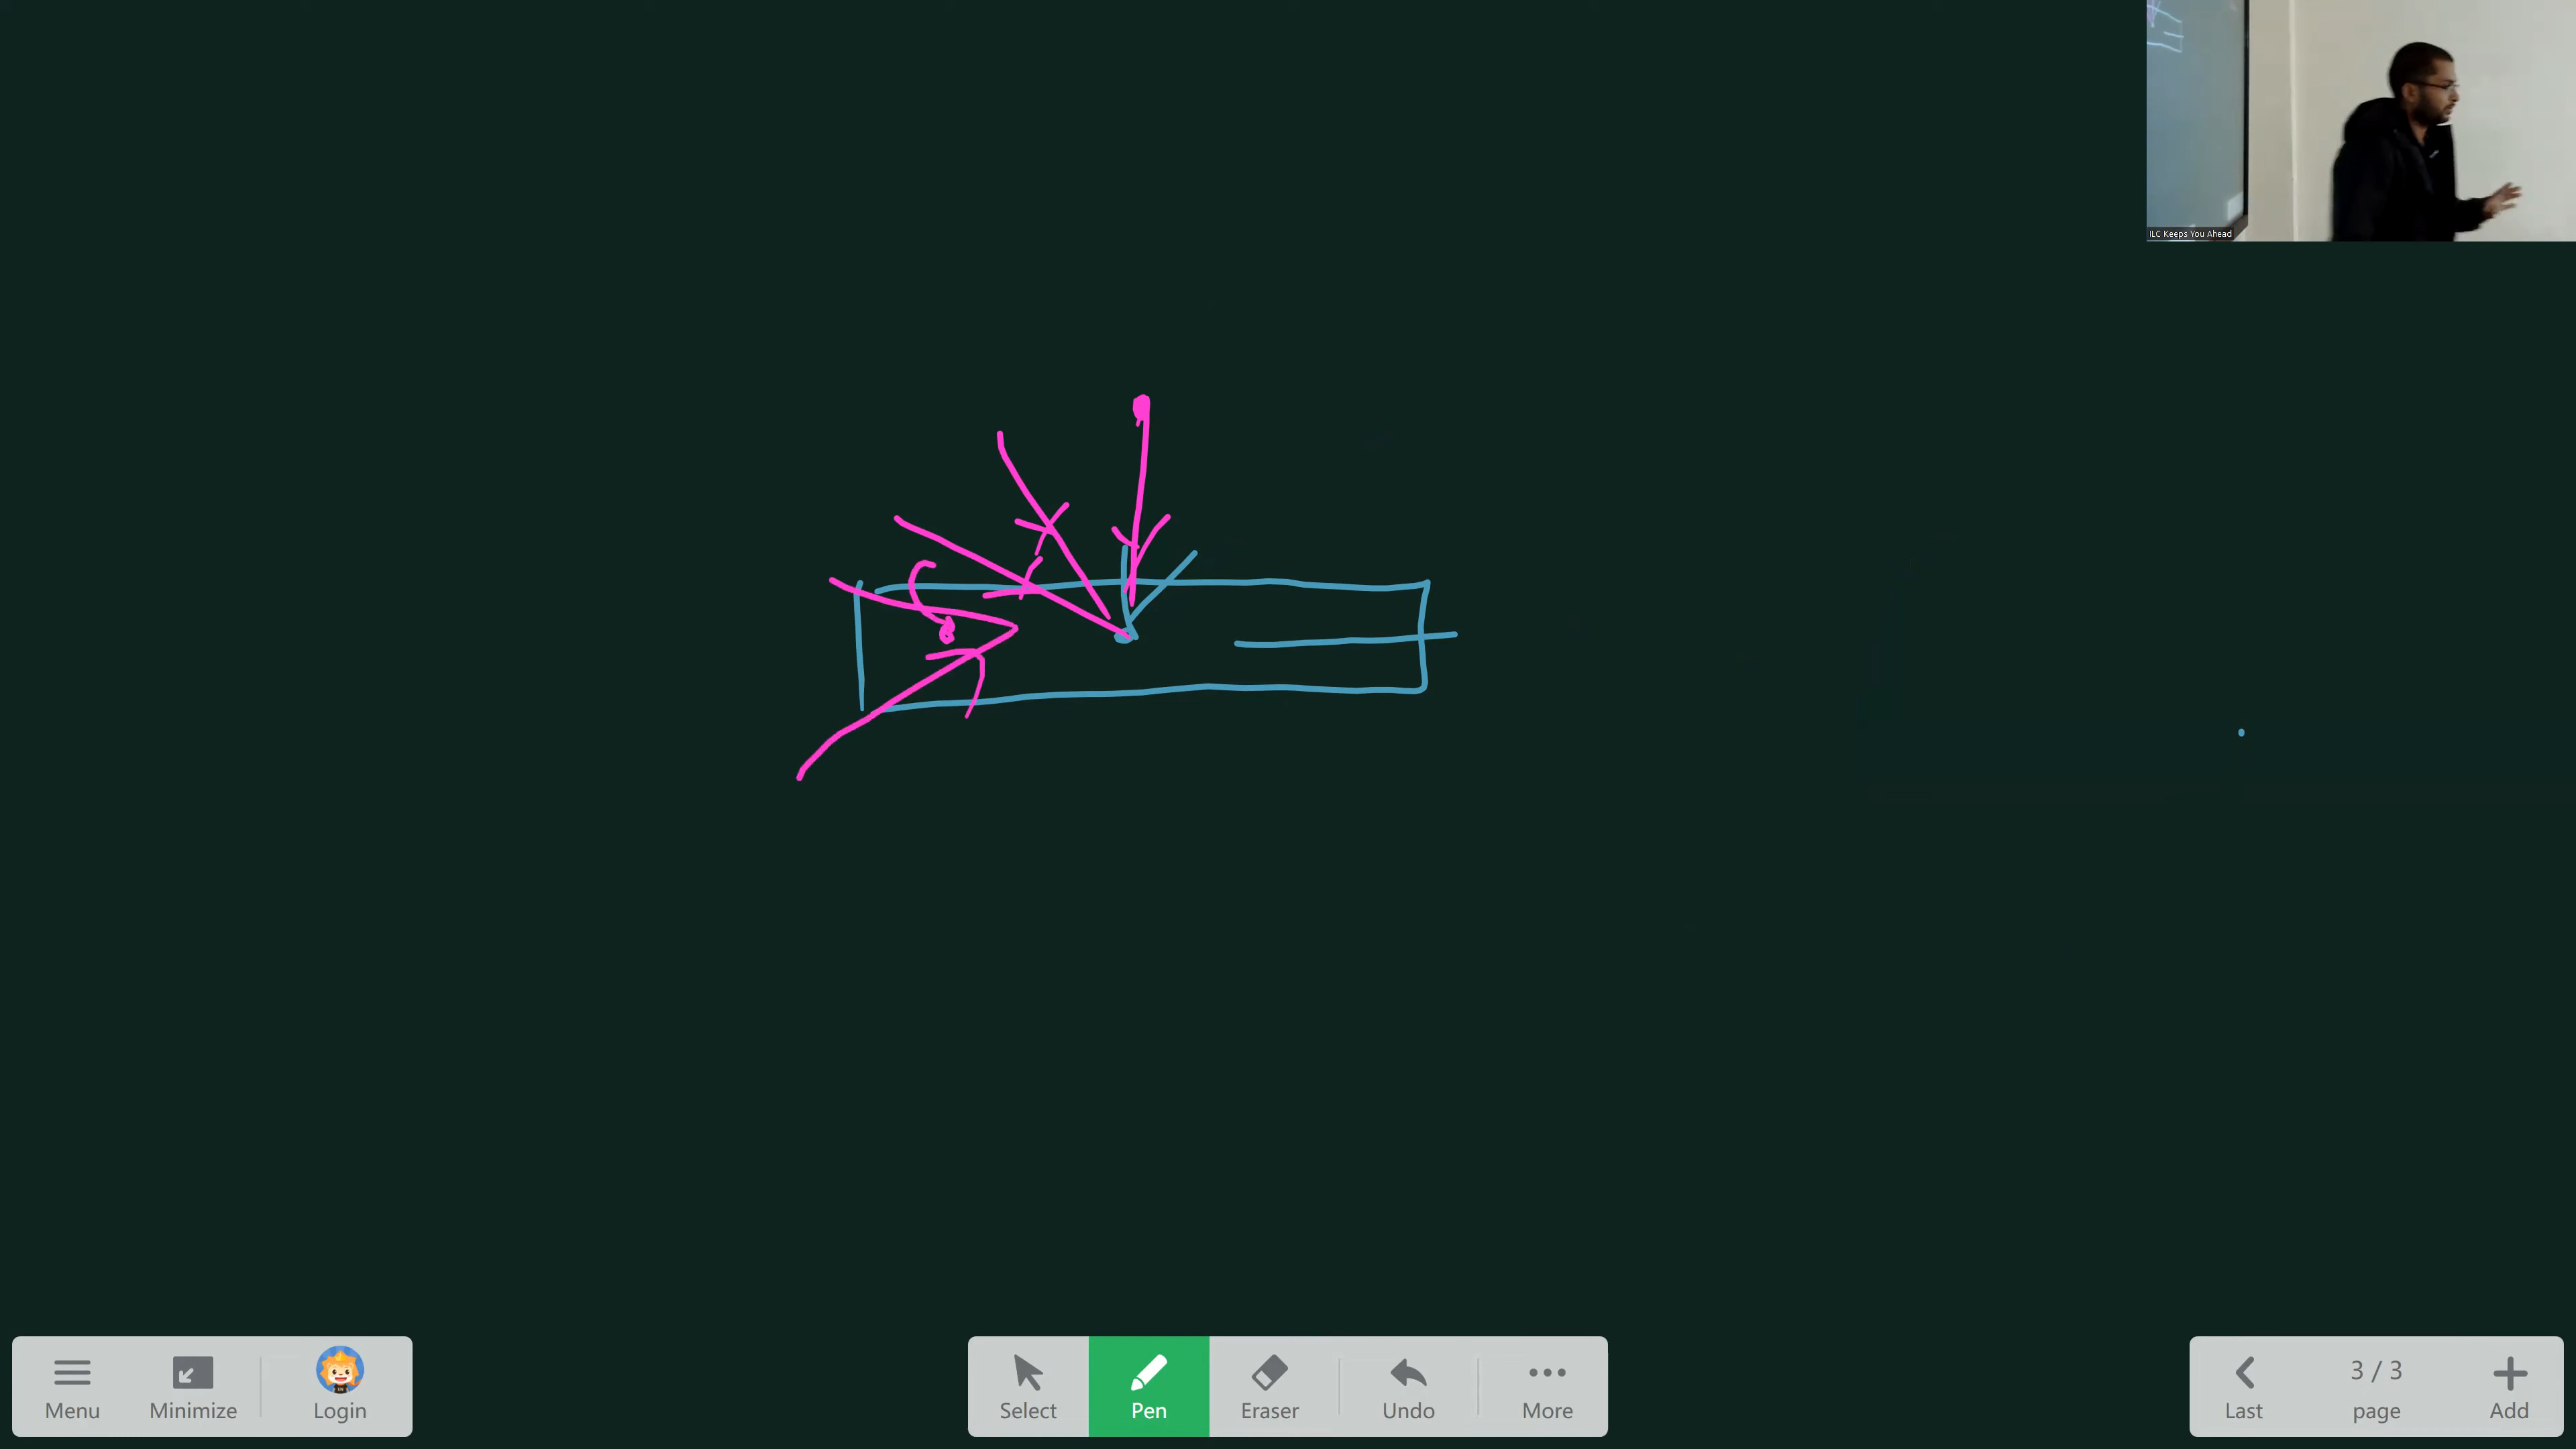 ILC Keeps You Ahead
Menu
Minimize
Login
Select
Pen
Eraser
Undo
More
Last
3 / 3
page
Add